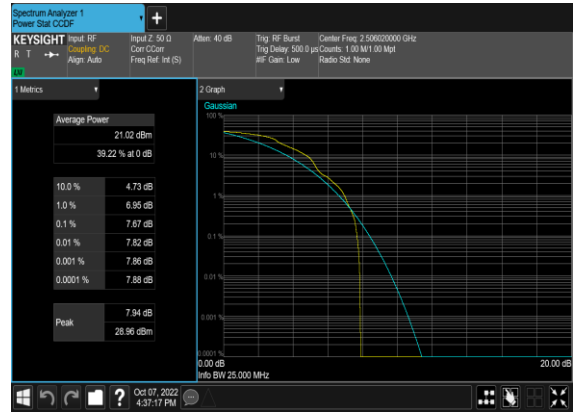 Spectrum Analyzer 1
Power Stat CCDF
KEYSIGHT
R T
LXI
Input: RF
Coupling: DC
Align: Auto
Input Z: 50 Ω
Corr CCorr
Freq Ref: Int (S)
Atten: 40 dB
Trig: RF Burst
Trig Delay: 500.0 µs
#IF Gain: Low
Center Freq: 2.506020000 GHz
Counts: 1.00 M/1.00 Mpt
Radio Std: None
1 Metrics
Average Power
21.02 dBm
39.22 % at 0 dB
10.0 % 4.73 dB
1.0 % 6.95 dB
0.1 % 7.67 dB
0.01 % 7.82 dB
0.001 % 7.86 dB
0.0001 % 7.88 dB
Peak
7.94 dB
28.96 dBm
2 Graph
Gaussian
100 %
10 %
1 %
0.1 %
0.01 %
0.001 %
0.0001 %
0.00 dB
20.00 dB
Info BW 25.000 MHz
?
Oct 07, 2022
4:37:17 PM